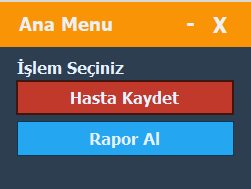 Ana Menu - X
İşlem Seçiniz
Hasta Kaydet
Rapor Al